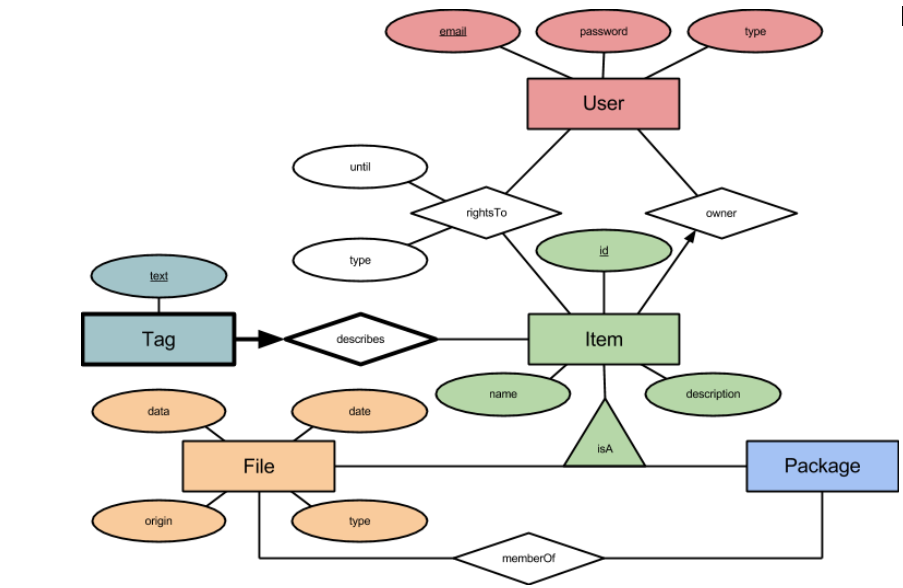 email
password
type
User
until
rightsTo
owner
type
id
text
Tag
describes
Item
name
description
data
date
isA
File
Package
origin
type
memberOf